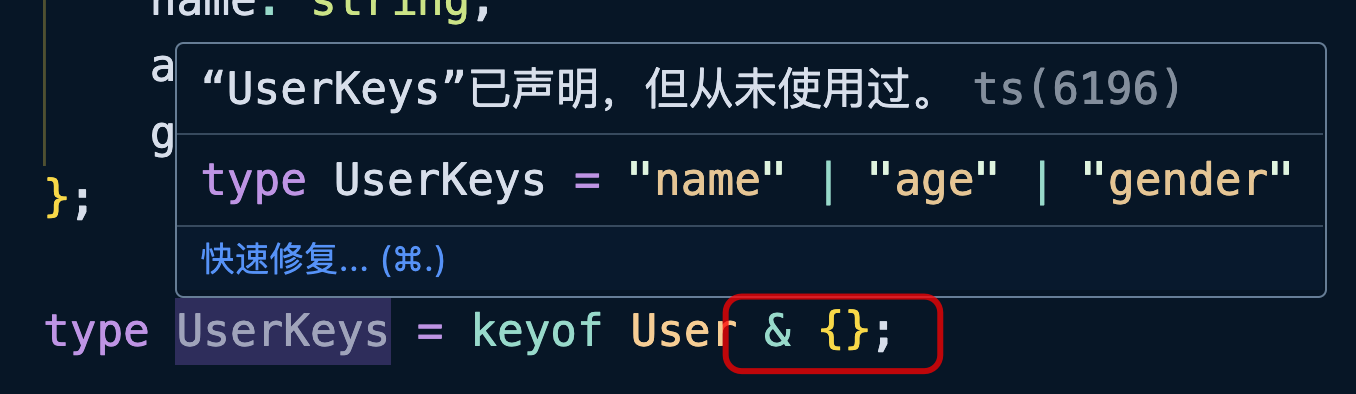 name: string;
a
“UserKeys”已声明，但从未使用过。 ts(6196)
g
type UserKeys = "name" | "age" | "gender"
};
快速修复... (⌘.)
type UserKeys = keyof User & {};